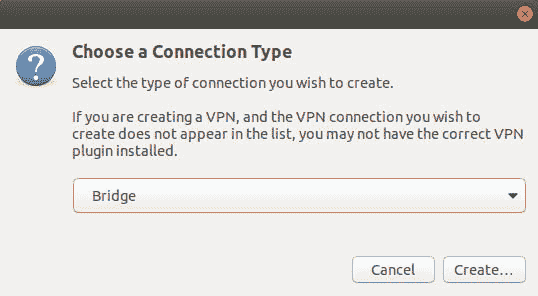 Choose a Connection Type
Select the type of connection you wish to create.
If you are creating a VPN, and the VPN connection you wish to
create does not appear in the list, you may not have the correct VPN
plugin installed.
Bridge
Cancel
Create...